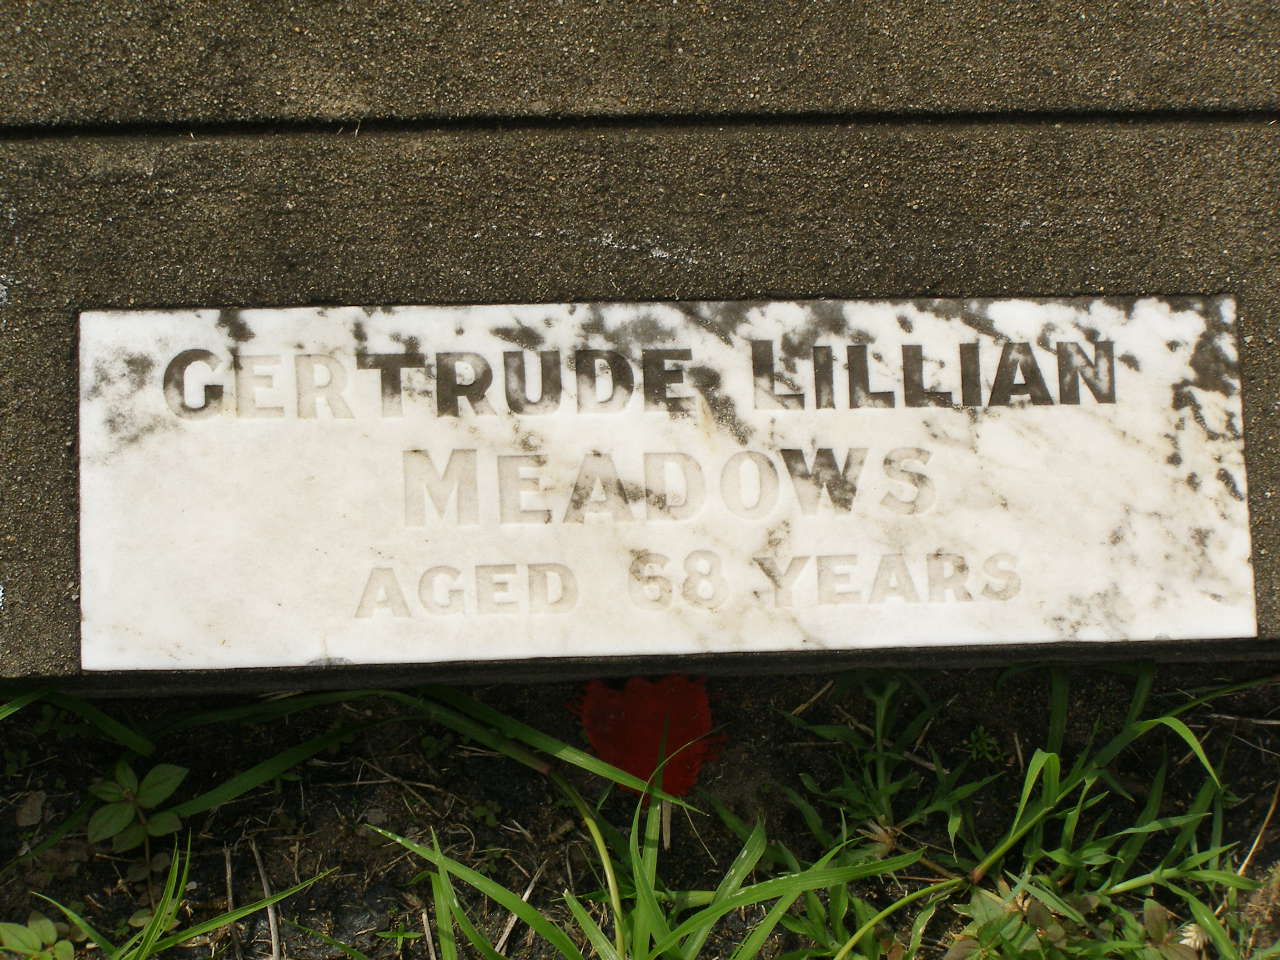 GERTRUDE LILLIAN
MEADOWS
AGED 68 YEARS